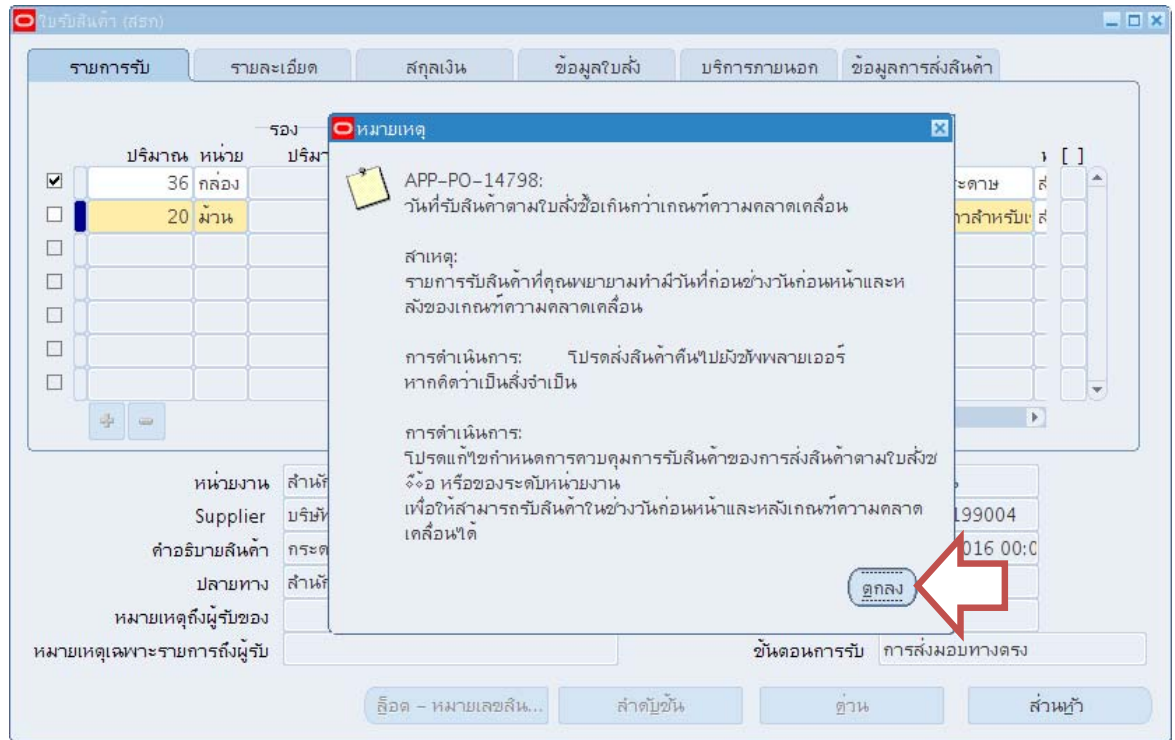 ใบรับสินค้า (สธก)
รายการรับ รายละเอียด สกุลเงิน ข้อมูลใบสั่ง บริการภายนอก ข้อมูลการส่งสินค้า
รอง
ปริมาณ หน่วย [ ]
36 กล่อง
20 ม้วน
หมายเหตุ
APP-PO-14798:
วันที่รับสินค้าตามใบสั่งซื้อเกินกว่าเกณฑ์ความคลาดเคลื่อน
สาเหตุ:
รายการรับสินค้าที่คุณพยายามทำมีวันที่ก่อนช่วงวันก่อนหน้าและห
ลังของเกณฑ์ความคลาดเคลื่อน
การดำเนินการ: โปรดส่งสินค้าคืนไปยังซัพพลายเออร์
หากคิดว่าเป็นสิ่งจำเป็น
การดำเนินการ:
โปรดแก้ไขกำหนดการควบคุมการรับสินค้าของการส่งสินค้าตามใบสั่งซ
ื้อ หรือของระดับหน่วยงาน
เพื่อให้สามารถรับสินค้าในช่วงวันก่อนหน้าและหลังเกณฑ์ความคลาด
เคลื่อนได้
ตกลง
หน่วยงาน
Supplier 199004
คำอธิบายสินค้า 016 00:0
ปลายทาง
หมายเหตุถึงผู้รับของ
หมายเหตุเฉพาะรายการถึงผู้รับ ขั้นตอนการรับ การส่งมอบทางตรง
ล็อต - หมายเลขสิน... ลำดับชั้น ด่วน ส่วนหัว